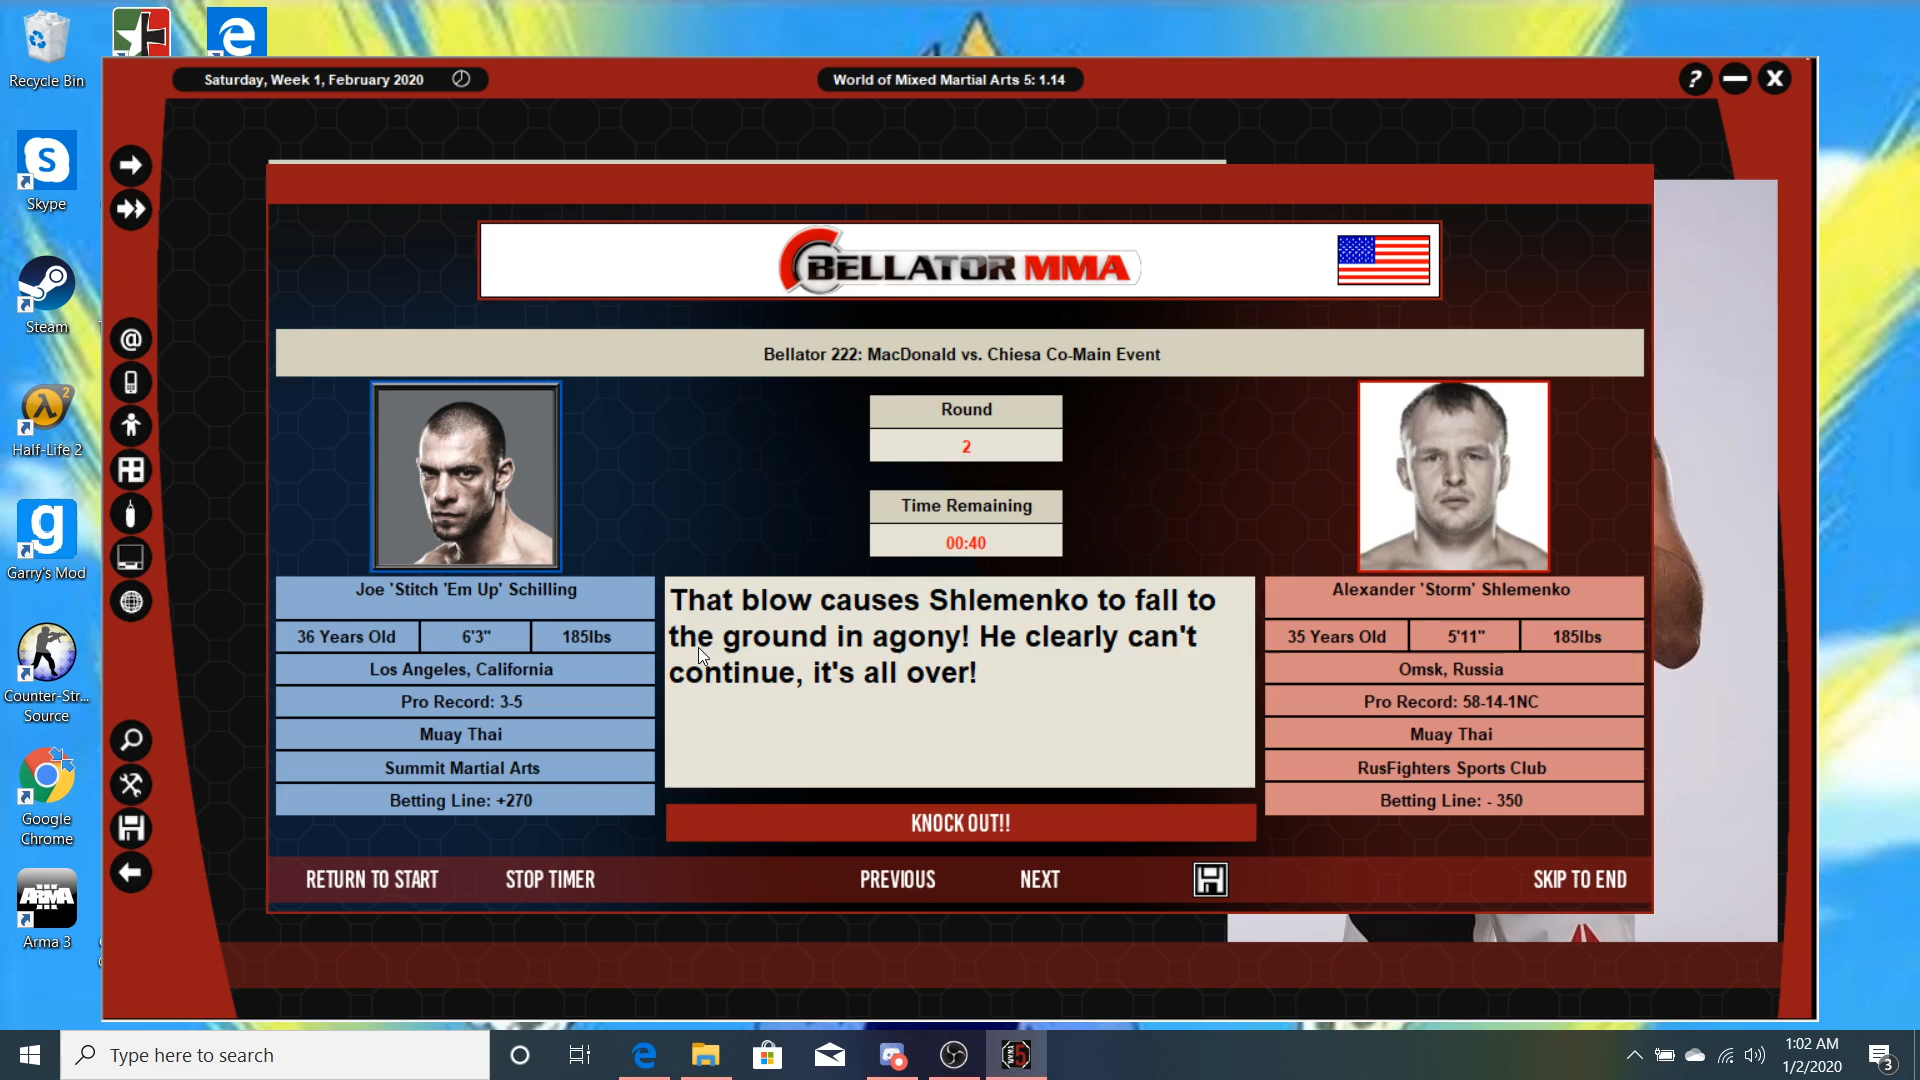 Recycle Bin
Skype
Steam
Half-Life 2
Garry's Mod
Counter-Str...
Source
Google
Chrome
Arma 3
Saturday, Week 1, February 2020
World of Mixed Martial Arts 5: 1.14
?
X
BELLATOR MMA
Bellator 222: MacDonald vs. Chiesa Co-Main Event
Round
2
Time Remaining
00:40
Joe 'Stitch 'Em Up' Schilling
36 Years Old 6'3" 185lbs
Los Angeles, California
Pro Record: 3-5
Muay Thai
Summit Martial Arts
Betting Line: +270
That blow causes Shlemenko to fall to
the ground in agony! He clearly can't
continue, it's all over!
KNOCK OUT!!
Alexander 'Storm' Shlemenko
35 Years Old 5'11" 185lbs
Omsk, Russia
Pro Record: 58-14-1NC
Muay Thai
RusFighters Sports Club
Betting Line: - 350
RETURN TO START STOP TIMER PREVIOUS NEXT SKIP TO END
Type here to search
1:02 AM
1/2/2020
3